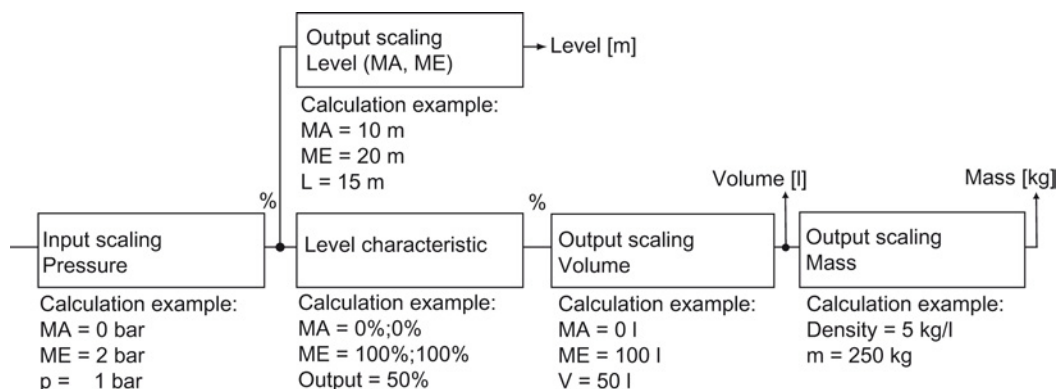 Output scaling
Level (MA, ME)
Level [m]
Calculation example:
MA = 10 m
ME = 20 m
L = 15 m
Volume [l]
Mass [kg]
%
%
Input scaling
Pressure
Calculation example:
MA = 0 bar
ME = 2 bar
p = 1 bar
Level characteristic
Calculation example:
MA = 0%;0%
ME = 100%;100%
Output = 50%
Output scaling
Volume
Calculation example:
MA = 0 l
ME = 100 l
V = 50 l
Output scaling
Mass
Calculation example:
Density = 5 kg/l
m = 250 kg